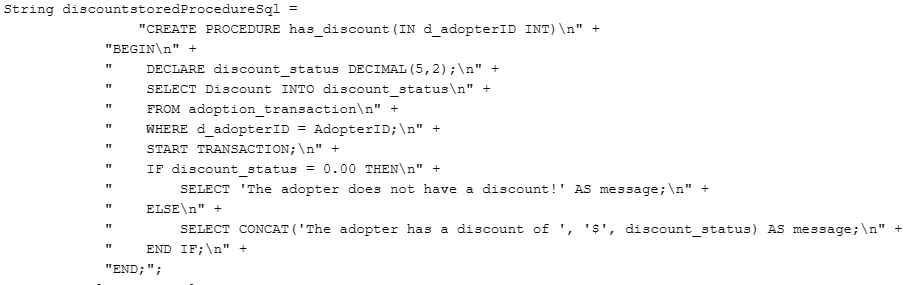 String discountstoredProcedureSql =
"CREATE PROCEDURE has_discount(IN d_adopterID INT)\n" +
"BEGIN\n" +
"    DECLARE discount_status DECIMAL(5,2);\n" +
"    SELECT Discount INTO discount_status\n" +
"    FROM adoption_transaction\n" +
"    WHERE d_adopterID = AdopterID;\n" +
"    START TRANSACTION;\n" +
"    IF discount_status = 0.00 THEN\n" +
"        SELECT 'The adopter does not have a discount!' AS message;\n" +
"    ELSE\n" +
"        SELECT CONCAT('The adopter has a discount of ', '$', discount_status) AS message;\n" +
"    END IF;\n" +
"END;";